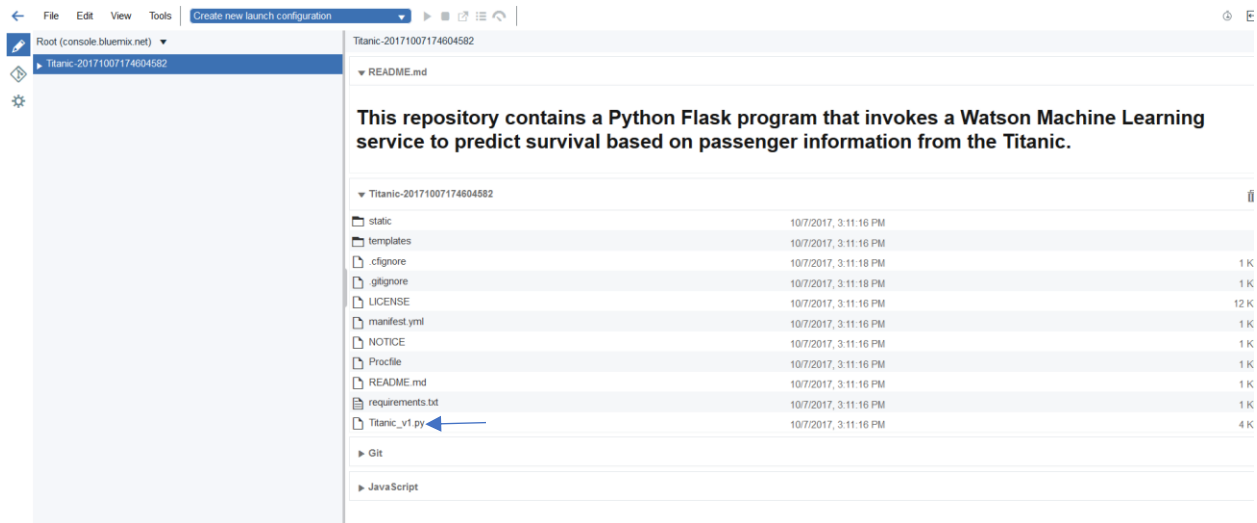 File Edit View Tools Create new launch configuration
Root (console.bluemix.net)
Titanic-20171007174604582
Titanic-20171007174604582
README.md
This repository contains a Python Flask program that invokes a Watson Machine Learning
service to predict survival based on passenger information from the Titanic.
Titanic-20171007174604582
static 10/7/2017, 3:11:16 PM
templates 10/7/2017, 3:11:16 PM
.cfignore 10/7/2017, 3:11:18 PM 1 K
.gitignore 10/7/2017, 3:11:18 PM 1 K
LICENSE 10/7/2017, 3:11:16 PM 12 K
manifest.yml 10/7/2017, 3:11:16 PM 1 K
NOTICE 10/7/2017, 3:11:16 PM 1 K
Procfile 10/7/2017, 3:11:16 PM 1 K
README.md 10/7/2017, 3:11:16 PM 1 K
requirements.txt 10/7/2017, 3:11:16 PM 1 K
Titanic_v1.py 10/7/2017, 3:11:16 PM 4 K
Git
JavaScript